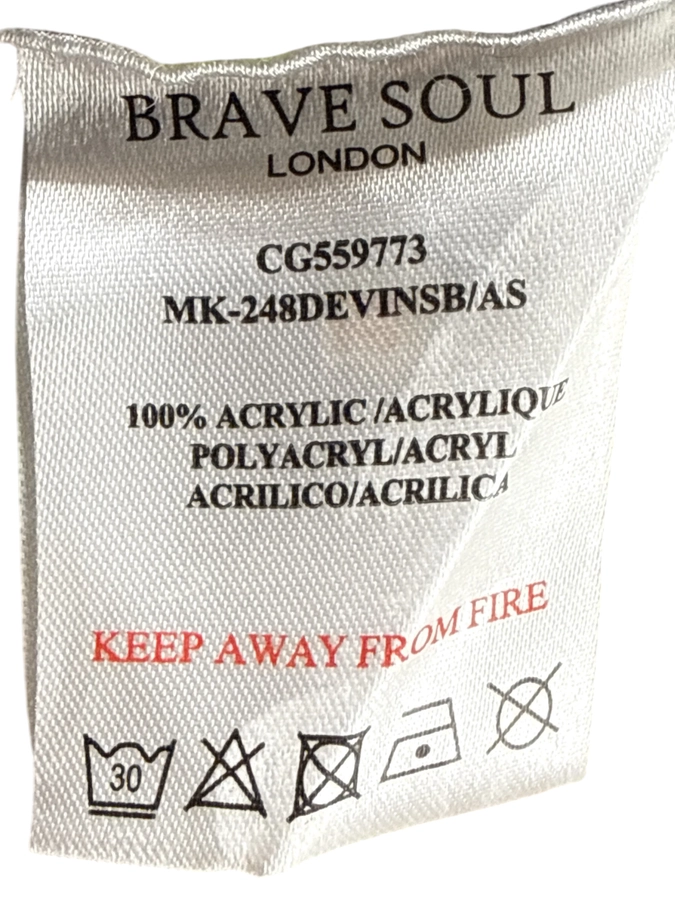 BRAVE SOUL
LONDON
CG559773
MK-248DEVINSB/AS
100% ACRYLIC /ACRYLIQUE
POLYACRYL/ACRYL
ACRILICO/ACRILICA
KEEP AWAY FROM FIRE
30